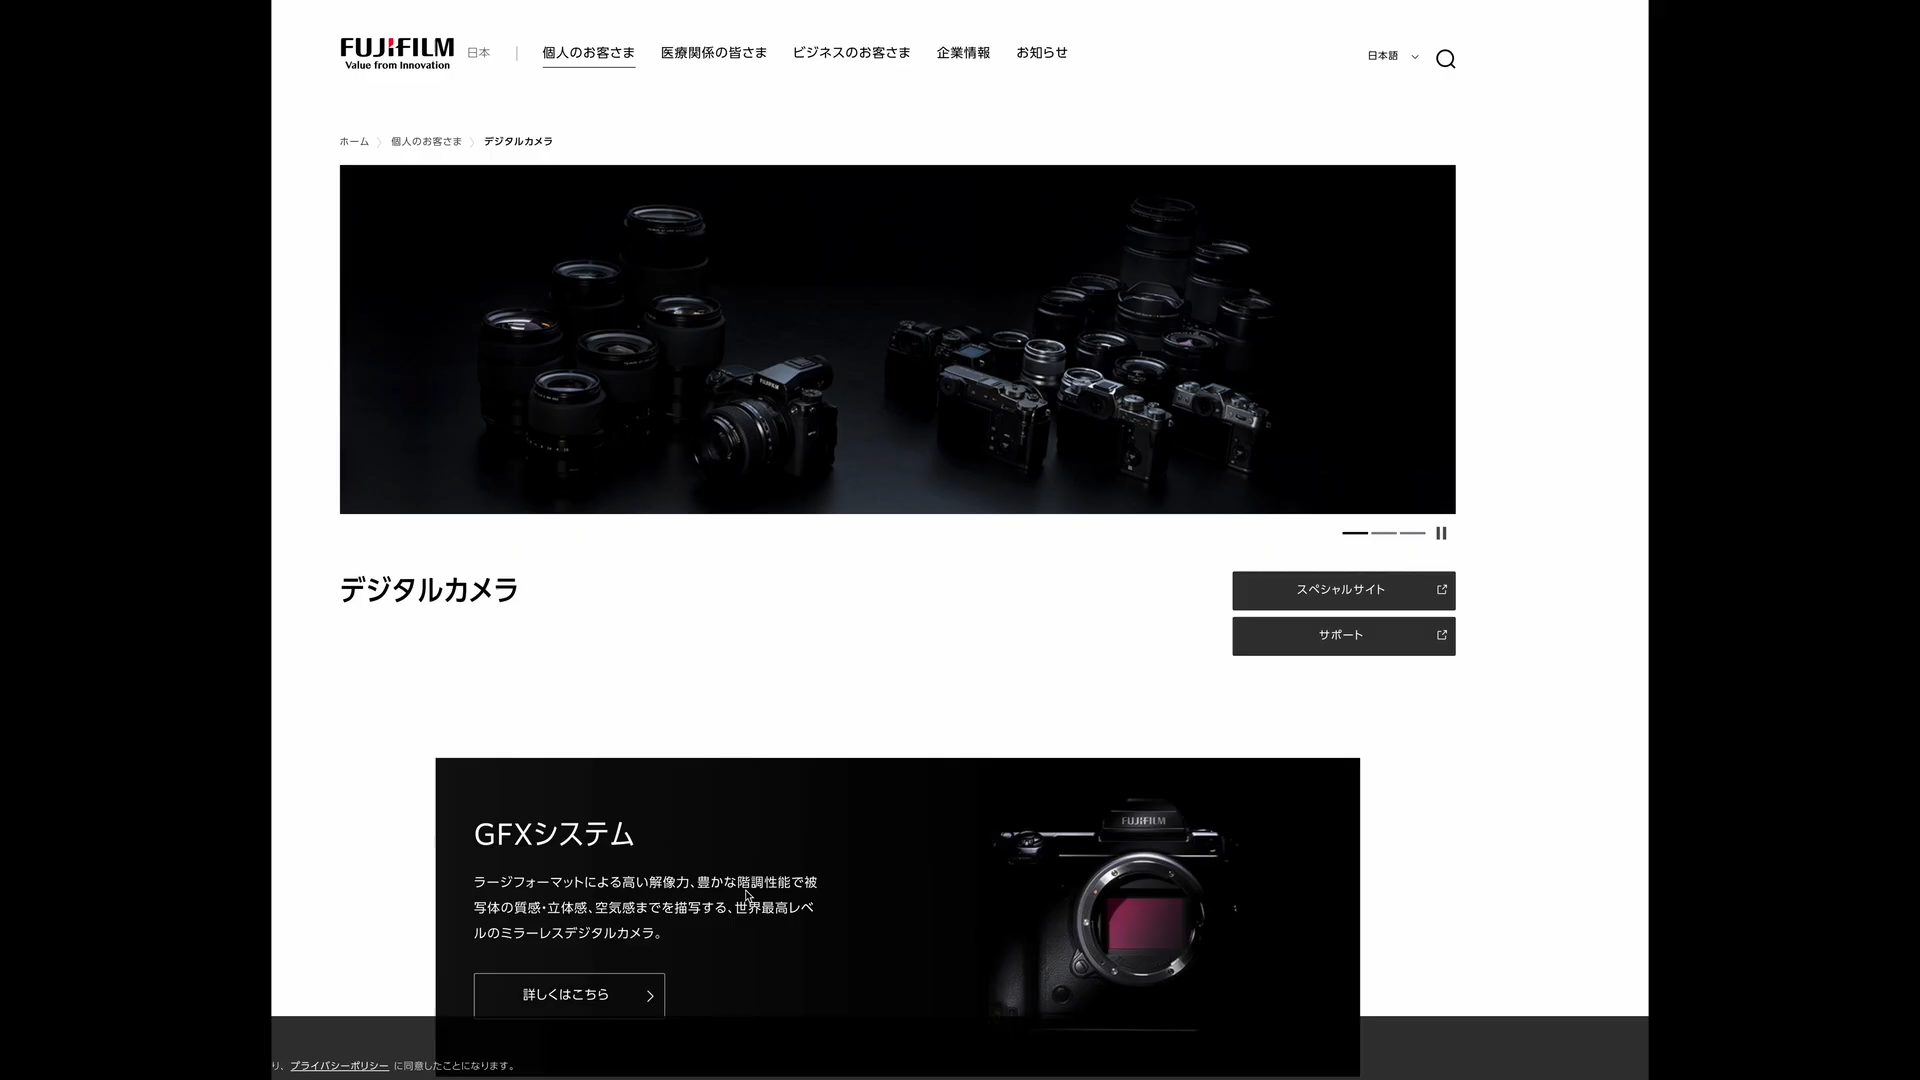 FUJIFILM
Value from Innovation
日本
個人のお客さま
医療関係の皆さま
ビジネスのお客さま
企業情報
お知らせ
日本語
ホーム
個人のお客さま
デジタルカメラ
FUJIFILM
デジタルカメラ
スペシャルサイト
サポート
GFXシステム
ラージフォーマットによる高い解像力、豊かな階調性能で被
写体の質感・立体感、空気感までを描写する、世界最高レベ
ルのミラーレスデジタルカメラ。
詳しくはこちら
FUJIFILM
り、プライバシーポリシー に同意したことになります。